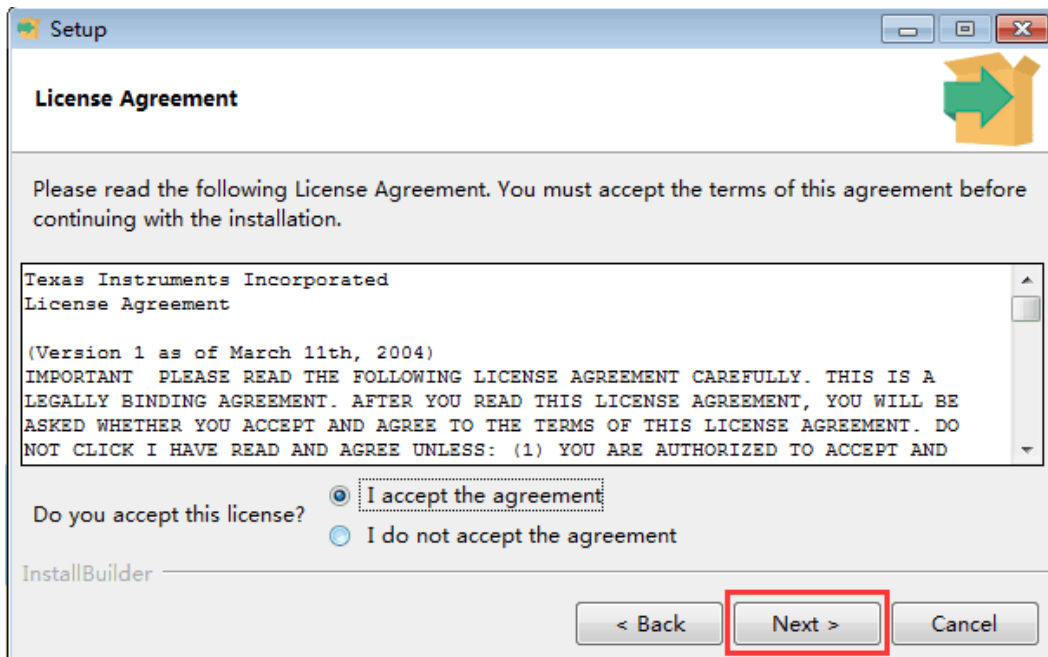 Setup
License Agreement
Please read the following License Agreement. You must accept the terms of this agreement before
continuing with the installation.
Texas Instruments Incorporated
License Agreement
(Version 1 as of March 11th, 2004)
IMPORTANT  PLEASE READ THE FOLLOWING LICENSE AGREEMENT CAREFULLY. THIS IS A
LEGALLY BINDING AGREEMENT. AFTER YOU READ THIS LICENSE AGREEMENT, YOU WILL BE
ASKED WHETHER YOU ACCEPT AND AGREE TO THE TERMS OF THIS LICENSE AGREEMENT. DO
NOT CLICK I HAVE READ AND AGREE UNLESS: (1) YOU ARE AUTHORIZED TO ACCEPT AND
Do you accept this license?
I accept the agreement
I do not accept the agreement
InstallBuilder
< Back
Next >
Cancel